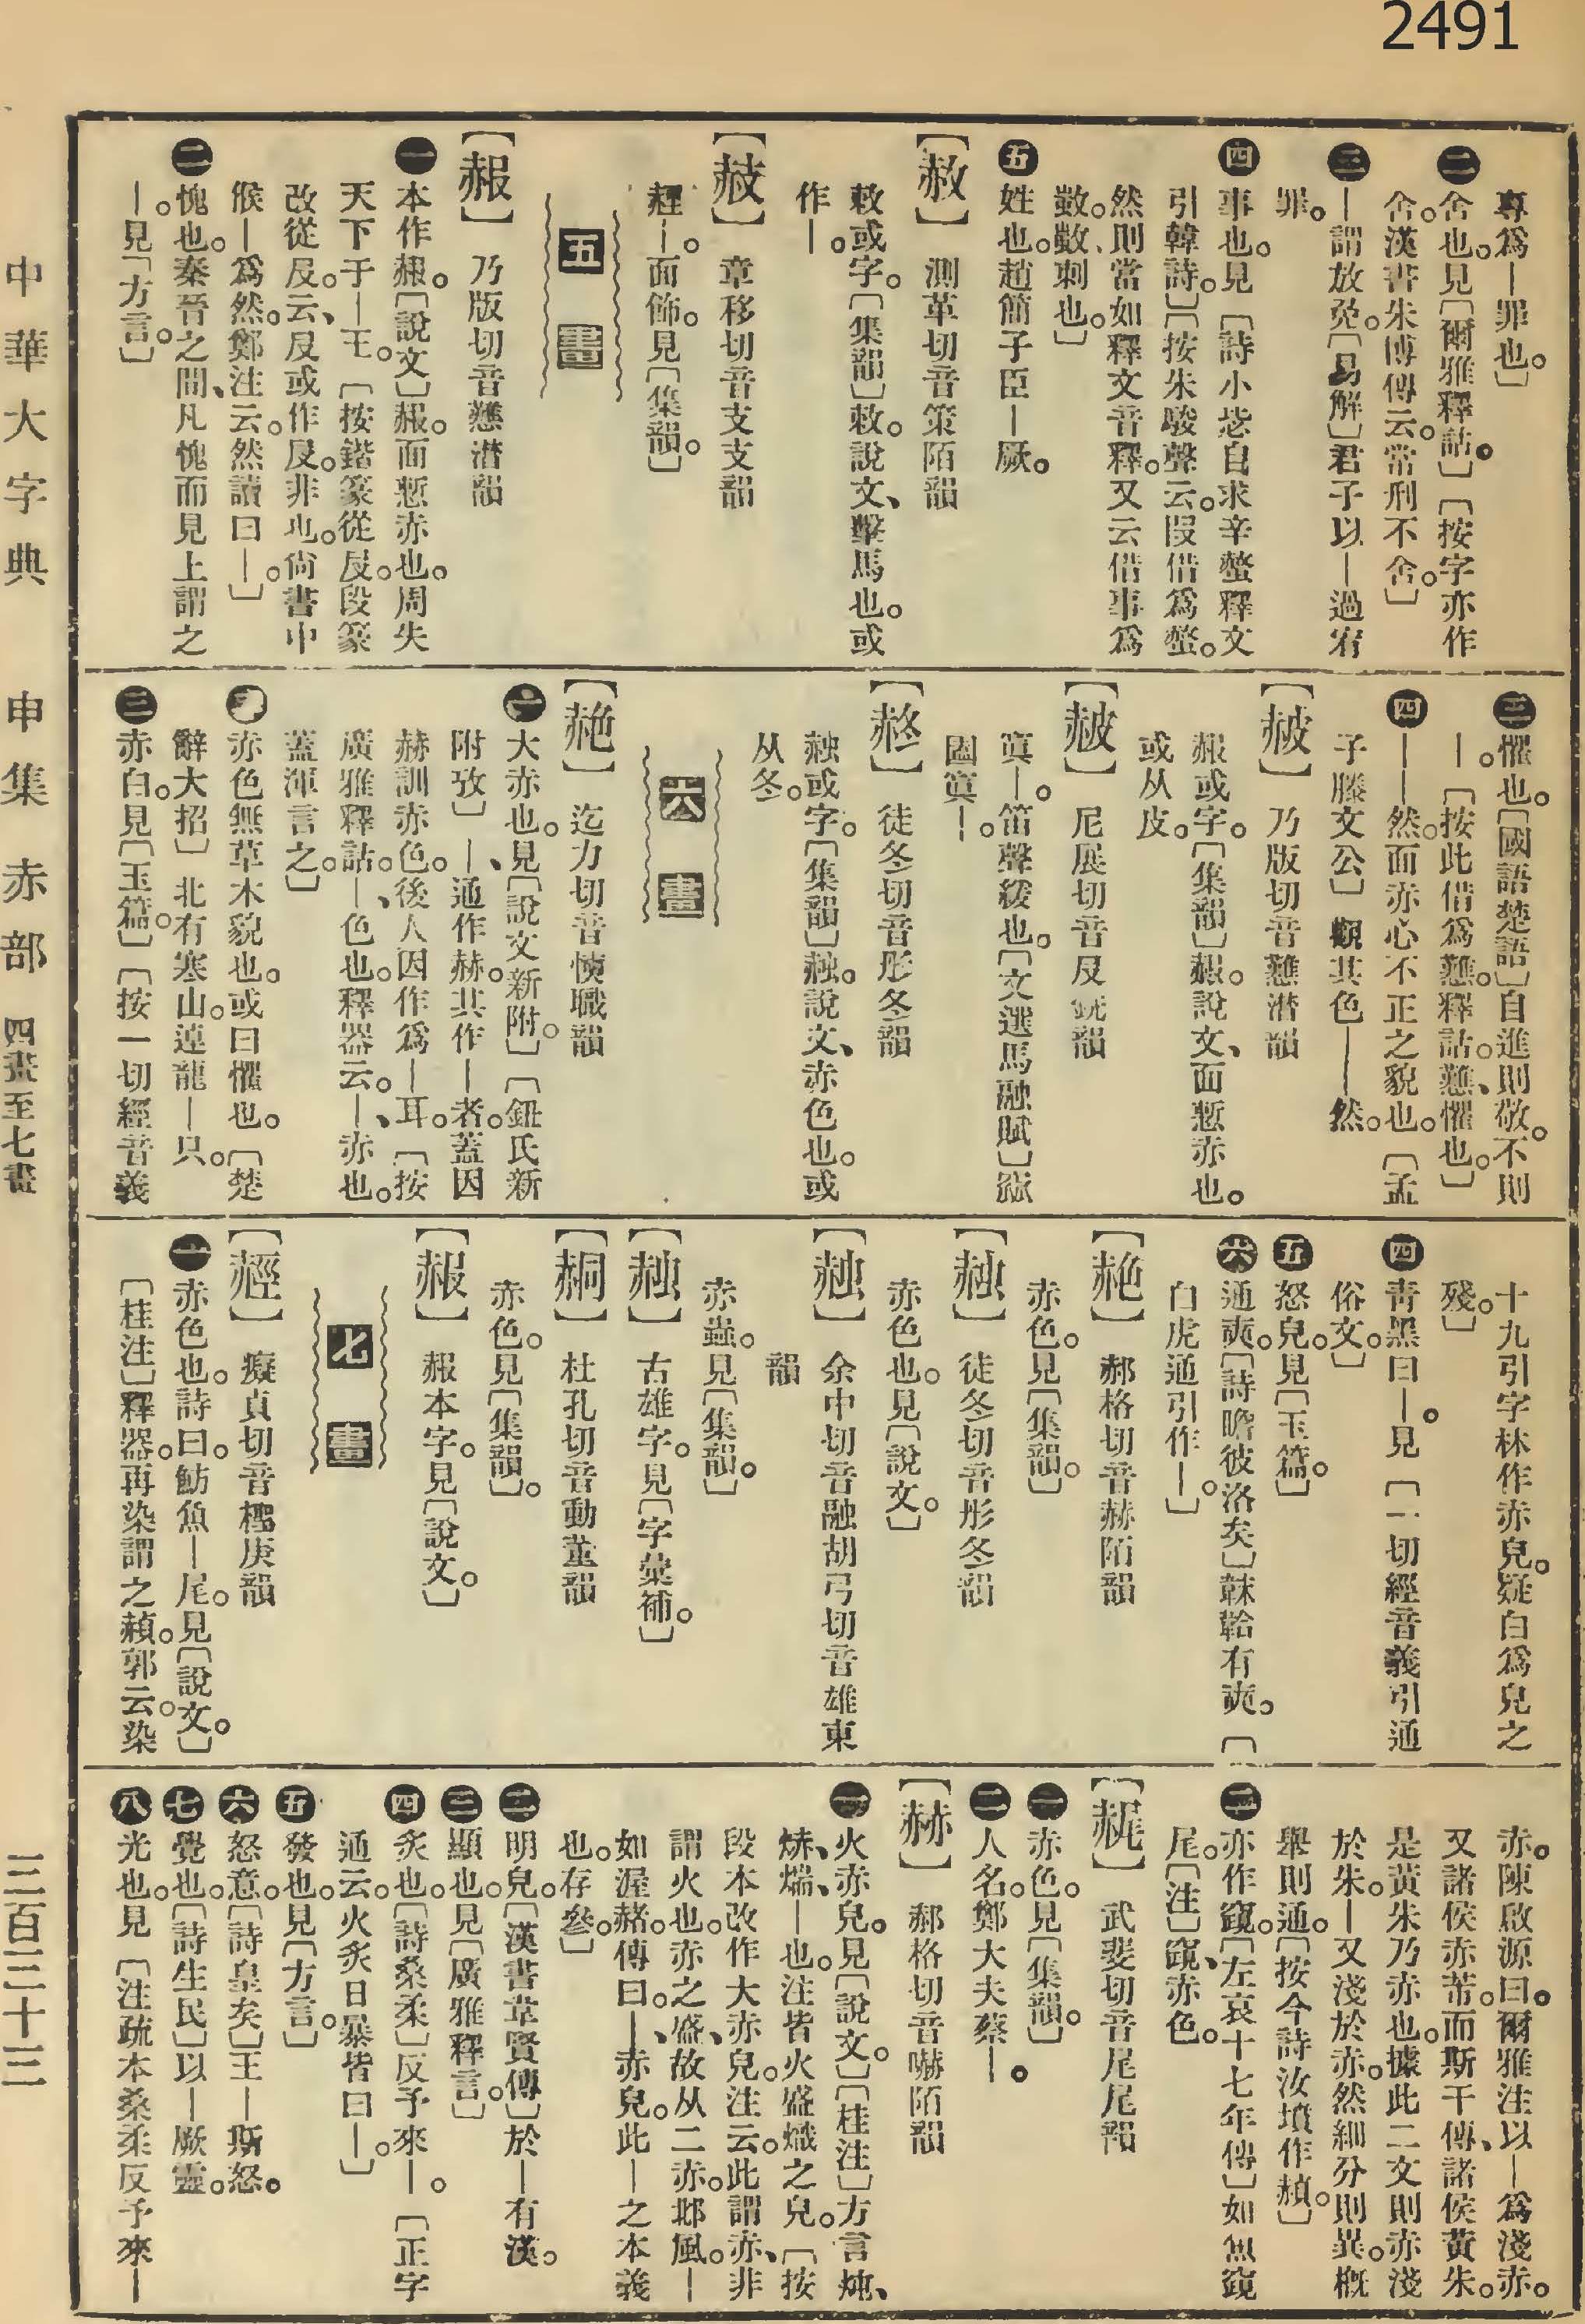 2491
專爲｜罪也。〕
㊁舍也。見〔爾雅釋詁。〕〔按字亦作
舍。漢書朱博傳云。常刑不舍。〕
㊂｜謂放免。〔易解〕君子以｜過宥
罪。
㊃事也。見〔詩小毖自求辛螫釋文
引韓詩。〕〔按朱駿聲云。叚借爲螫。
然則當如釋文音釋。又云借事爲
㱁。㱁、刺也。〕
㊄姓也。趙簡子臣｜厥。
【赦】測革切音策陌韻
敕或字。〔集韻〕敕。說文、擊馬也。或
作｜。
【䞓】章移切音支支韻
䞓｜。面飾。見〔集韻。〕
五畫
【赧】乃版切音戁潸韻
㊀本作赧。〔說文〕赧。面慙赤也。周失
天下于｜王。〔按鍇篆從𠬝。段篆
改從𠬝。云、𠬝或作𠬝。非也。尙書中
候｜爲然。鄭注云。然讀曰｜。〕
㊁愧也。秦晉之間、凡愧而見上謂之
｜。見〔方言。〕
㊂懼也。〔國語楚語〕自進則敬。不則
｜。〔按此借爲戁。釋詁。戁、懼也。〕
㊃｜｜然。面赤心不正之貌也。〔孟
子滕文公〕觀其色｜｜然。
【䞔】乃版切音戁潸韻
赧或字。〔集韻〕赧。說文、面慙赤也。
或从皮。
【䞔】尼展切音𠬝銑韻
㝠｜。笛聲緩也。〔文選馬融賦〕㵋
㘥㝠｜。
【䞒】徒冬切音彤冬韻
赨或字。〔集韻〕赨。說文、赤色也。或
从冬。
六畫
【赩】迄力切音𧹞職韻
㊀大赤也。見〔說文新附。〕〔鈕氏新
附攷〕｜、通作赫。其作｜者。蓋因
赫訓赤色。後人因作爲｜耳。〔按
廣雅釋詁。｜、色也。釋器云。｜、赤也。
蓋渾言之。〕
㊁赤色無草木貌也。或曰懼也。〔楚
辭大招〕北有寒山。逴龍｜只。
㊂赤白。見〔玉篇。〕〔按一切經音義
十九引字林作赤皃。疑白爲皃之
殘。〕
㊃靑黑曰｜。見〔一切經音義引通
俗文。〕
㊄怒皃。見〔玉篇。〕
㊅通奭。〔詩瞻彼洛矣〕韎韐有奭。〔
白虎通引作｜。〕
【赩】郝格切音赫陌韻
赤色。見〔集韻。〕
【赨】徒冬切音彤冬韻
赤色也。見〔說文。〕
【赨】余中切音融胡弓切音雄東
韻
赤蟲。見〔集韻。〕
【赨】古雄字。見〔字彙補。〕
【䞒】杜孔切音動董韻
赤色。見〔集韻〕。
【赧】赧本字。見〔說文。〕
七畫
【䞓】癡貞切音檉庚韻
㊀赤色也。詩曰。魴魚｜尾。見〔說文。〕
〔桂注〕釋器。再染謂之赬。郭云。染
赤。陳啟源曰。爾雅注以｜爲淺赤。
又諸侯赤芾。而斯干傳、諸侯黃朱。
是黃朱乃赤也。據此二文則赤淺
於朱。｜又淺於赤。然細分則異。槪
舉則通。〔按今詩汝墳作赬。〕
㊁亦作竀。〔左哀十七年傳〕如魚竀
尾。〔注〕竀、赤色。
【䞑】武斐切音尾尾韻
㊀赤色。見〔集韻。〕
㊁人名。鄭大夫蔡｜。
【赫】郝格切音嚇陌韻
㊀火赤皃。見〔說文。〕〔桂注〕方言炖、
焃、煓、｜也。注皆火盛熾之皃。〔按
段本改作大赤皃。注云。此謂赤、非
謂火也。赤之盛、故从二赤。邶風。｜
如渥赭。傳曰。｜、赤皃。此｜之本義
也。存參。〕
㊁明皃。〔漢書韋賢傳〕於｜有漢。
㊂顯也。見〔廣雅釋言。〕
㊃炙也。〔詩桑柔〕反予來｜。〔正字
通云。火炙日暴皆曰｜。〕
㊄發也。見〔方言。〕
㊅怒意。〔詩皇矣〕王｜斯怒。
㊆覺也。〔詩生民〕以｜厥靈。
㊇光也。見〔注疏本桑柔反予來｜
中華大字典　申集　赤部　四畫至七畫　三百三十三